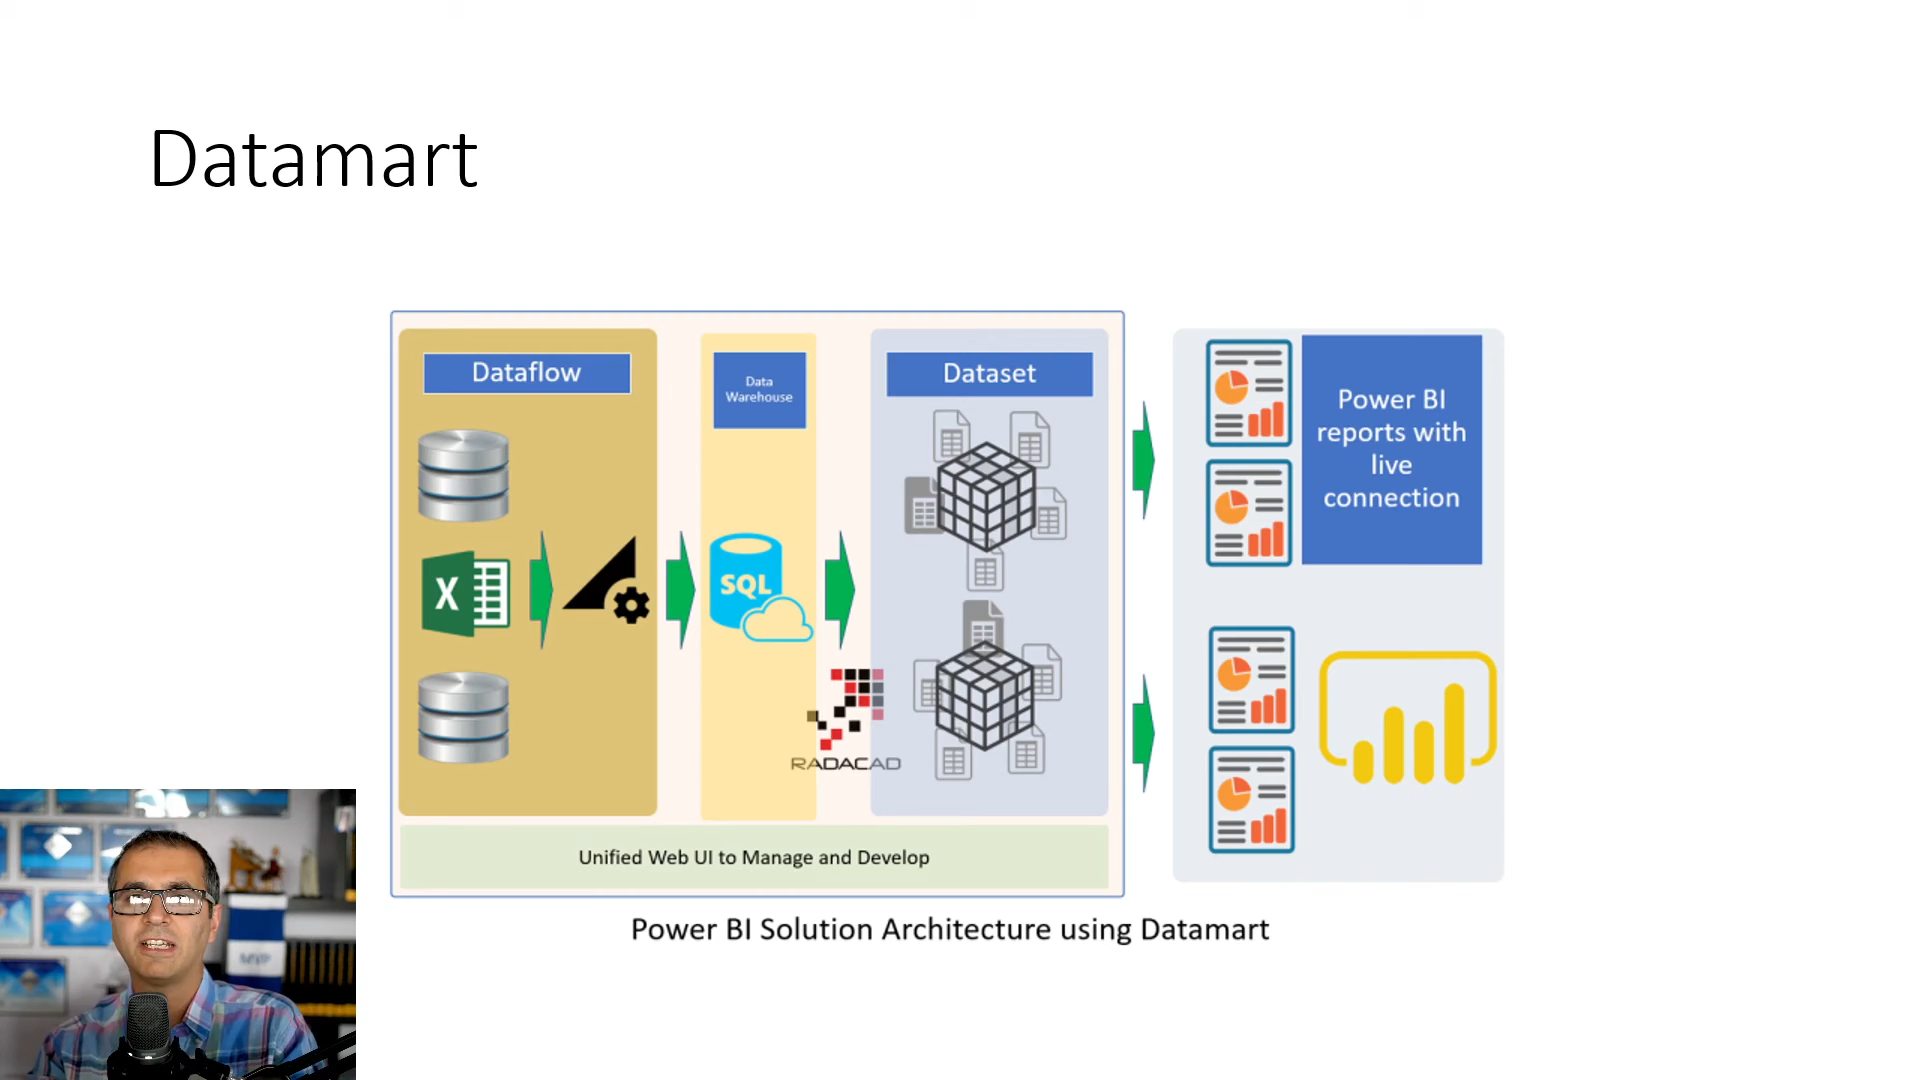 Datamart
Dataflow
Data
Warehouse
Dataset
Power BI
reports with
live
connection
X
SQL
RADACAD
Unified Web UI to Manage and Develop
Power BI Solution Architecture using Datamart
MVP